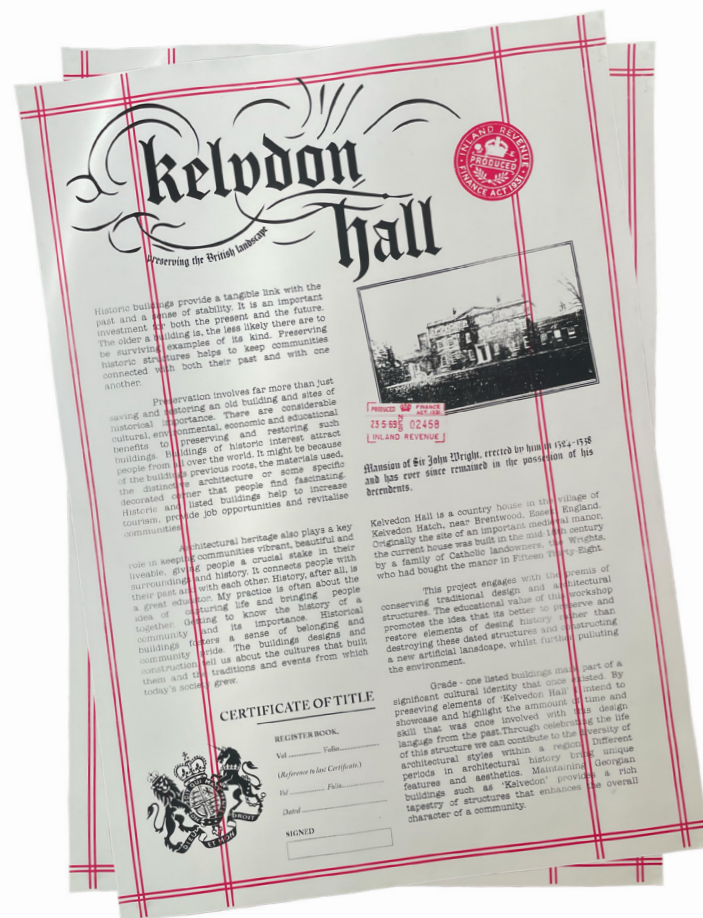 kelvdon
hall
preserving the British landscape
INLAND REVENUE
PRODUCED
FINANCE ACT 1931
Historic buildings provide a tangible link with the
past and a sense of stability. It is an important
investment for both the present and the future.
The older a building is, the less likely there are to
be surviving examples of its kind. Preserving
historic structures helps to keep communities
connected with both their past and with one
another.
Preservation involves far more than just
saving and restoring an old building and sites of
historical importance. There are considerable
cultural, environmental, economic and educational
benefits to preserving and restoring such
buildings. Buildings of historic interest attract
people from all over the world. It might be because
of the buildings previous roots, the materials used,
the distinctive architecture or some specific
decorated corner that people find fascinating.
Historic and listed buildings help to increase
tourism, provide job opportunities and revitalise
communities.
Architectural heritage also plays a key
role in keeping communities vibrant, beautiful and
liveable, giving people a crucial stake in their
surroundings and history. It connects people with
their past and with each other. History, after all, is
a great educator. My practice is often about the
idea of capturing life and bringing people
together. Getting to know the history of a
community and its importance. Historical
buildings fosters a sense of belonging and
community pride. The buildings designs and
construction tell us about the cultures that built
them and the traditions and events from which
today's society grew.
PRODUCED FINANCE
ACT, 1931
23 5 69 02458
INLAND REVENUE
Mansion of Sir John Wright, erected by him in 1524-1538
and has ever since remained in the possesion of his
decendents.
Kelvedon Hall is a country house in the village of
Kelvedon Hatch, near Brentwood, Essex, England.
Originally the site of an important medieval manor,
the current house was built in the mid-18th century
by a family of Catholic landowners, the Wrights,
who had bought the manor in Fifteen Thirty-Eight.
This project engages with the premis of
conserving traditional design and architectural
structures. The educational value of this workshop
promotes the idea that its better to preserve and
restore elements of desing history rather than
destroying these dated structures and constructing
a new artificial lansdcape, whilst further pulluting
the environment.
Grade - one listed buildings make part of a
significant cultural identity that once existed. By
preseving elements of 'Kelvedon Hall' I intend to
showcase and highlight the ammount of time and
skill that was once involved with this design
langugs from the past.Through celebrating the life
of this structure we can contibute to the diversity of
architectural styles within a region. Different
periods in architectural history bring unique
features and aesthetics. Maintaining Georgian
buildings such as 'Kelvedon' provides a rich
tapestry of structures that enhances the overall
character of a community.
CERTIFICATE OF TITLE
REGISTER BOOK,
Vol Folio
(Reference to last Certificate.)
Vol Folio
Dated
SIGNED
DIEU ET MON DROIT